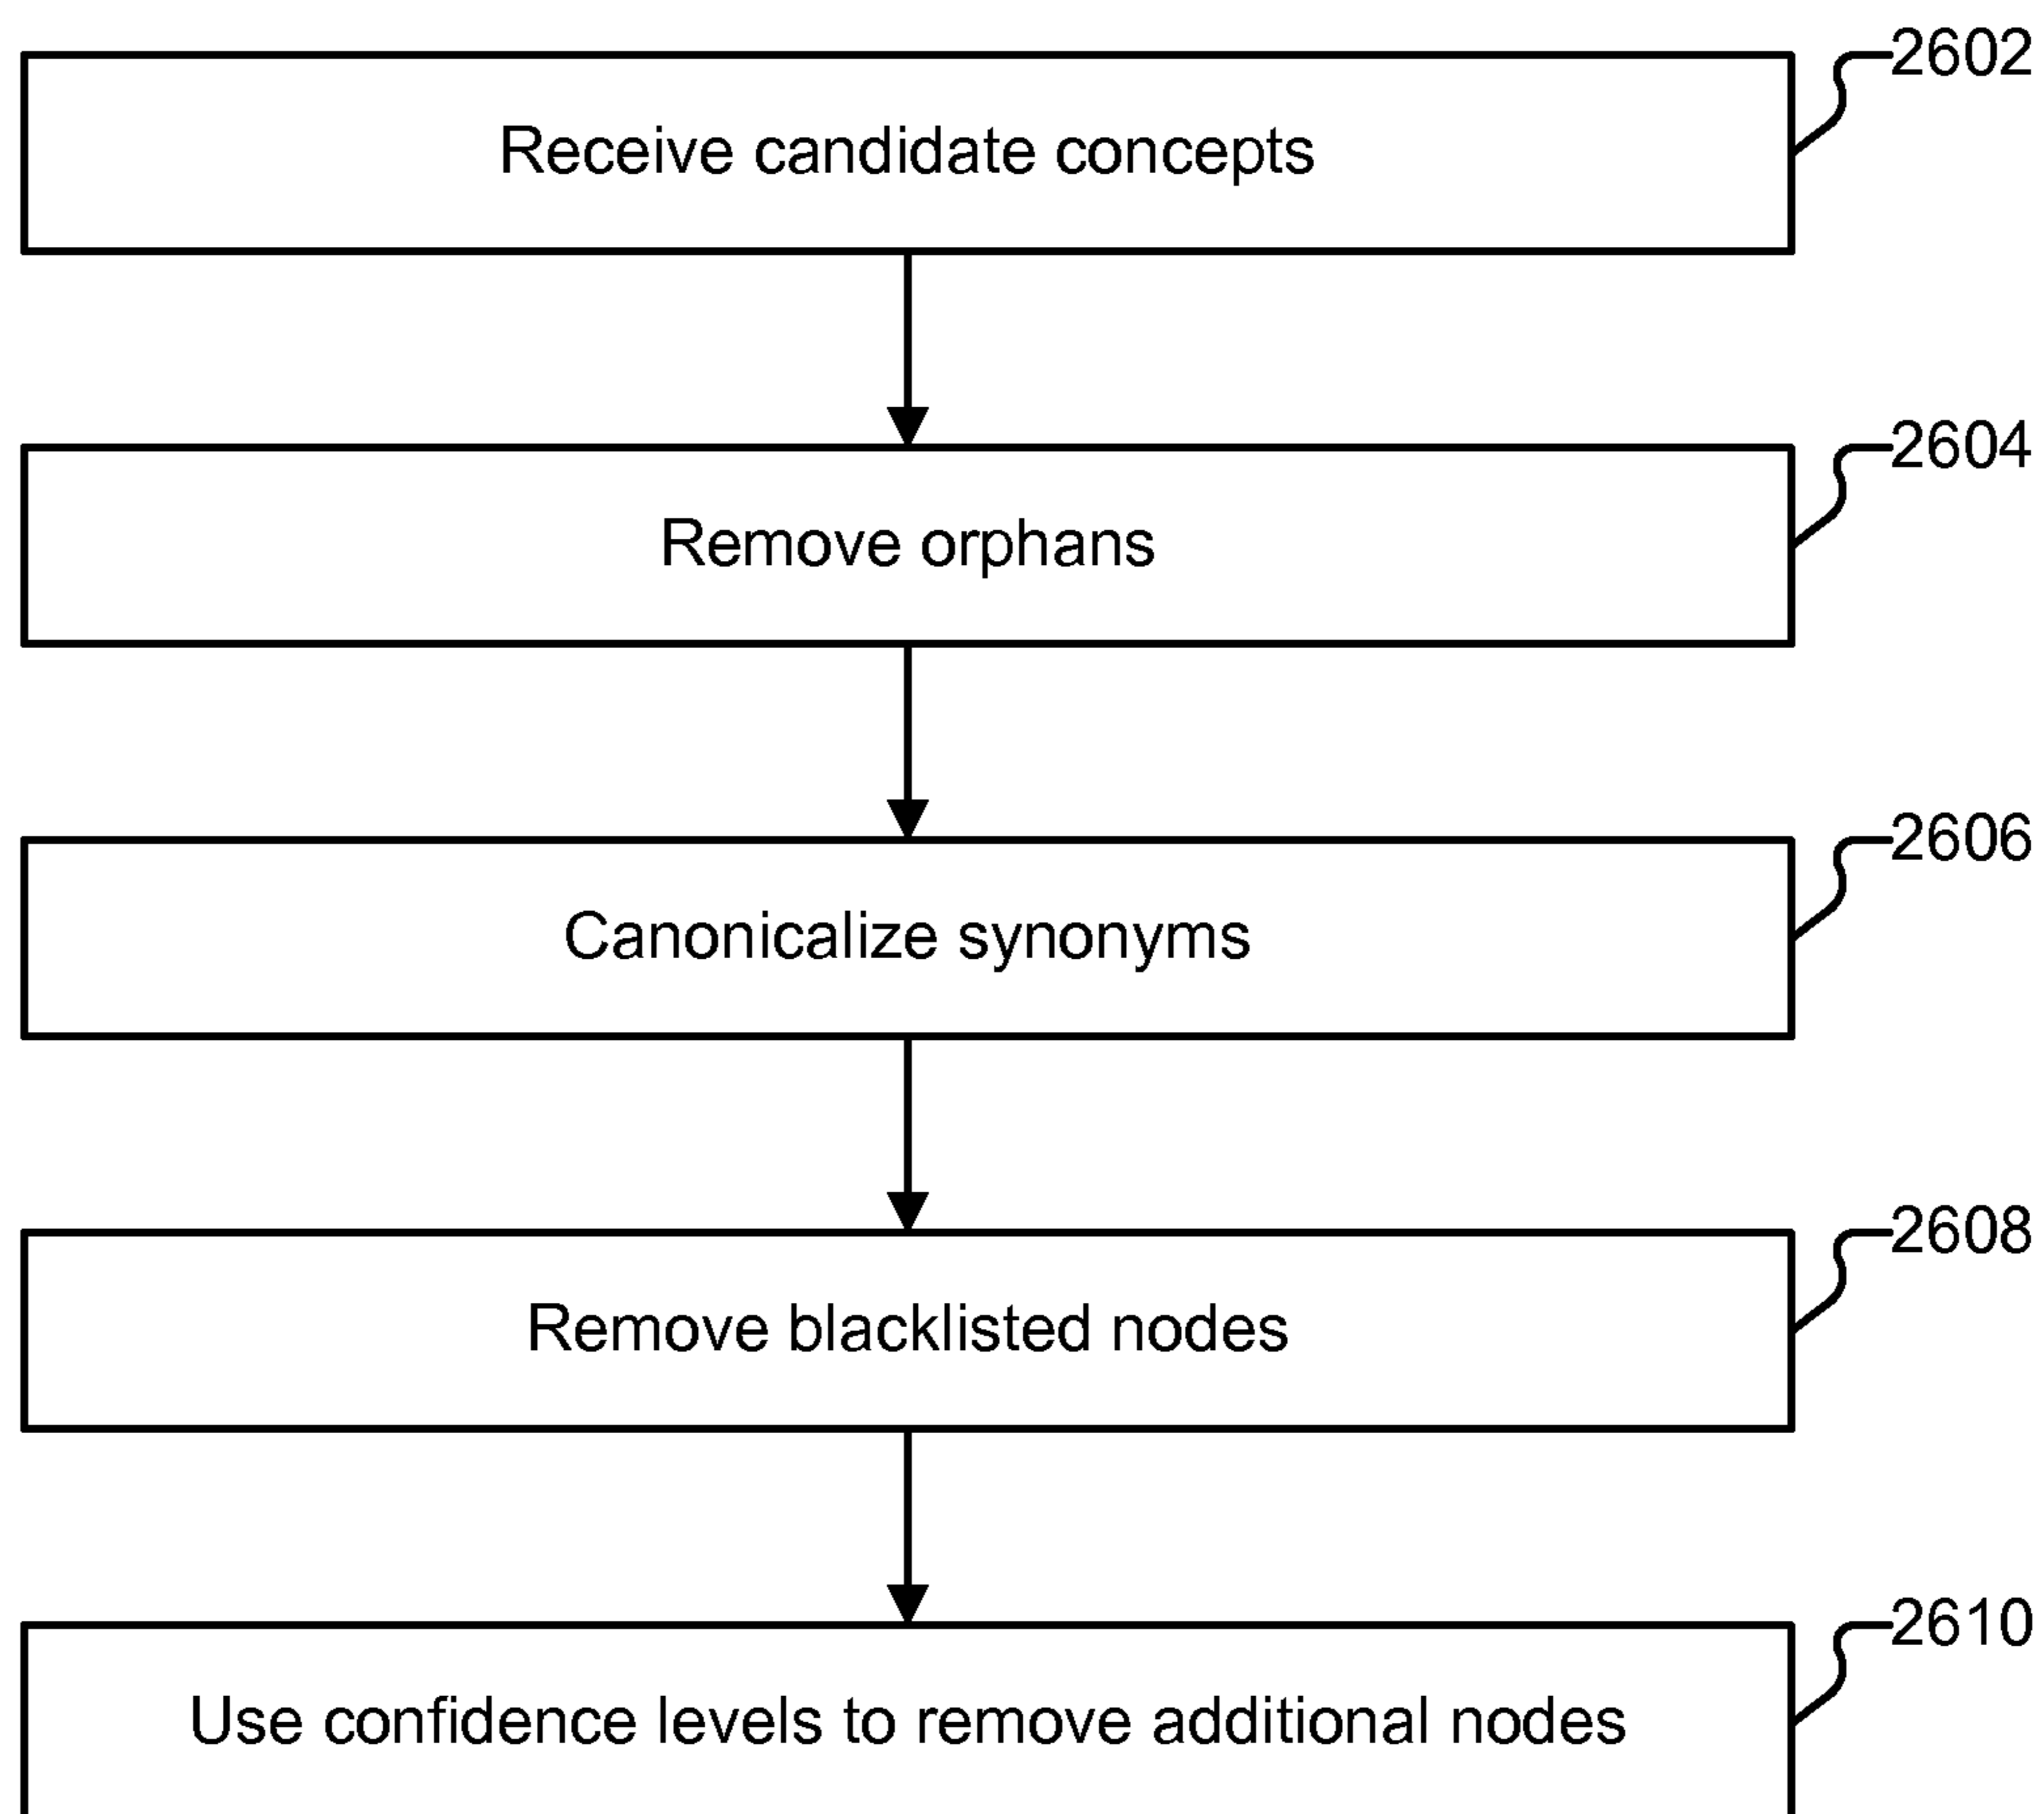 2602
Receive candidate concepts
2604
Remove orphans
2606
Canonicalize synonyms
2608
Remove blacklisted nodes
2610
Use confidence levels to remove additional nodes